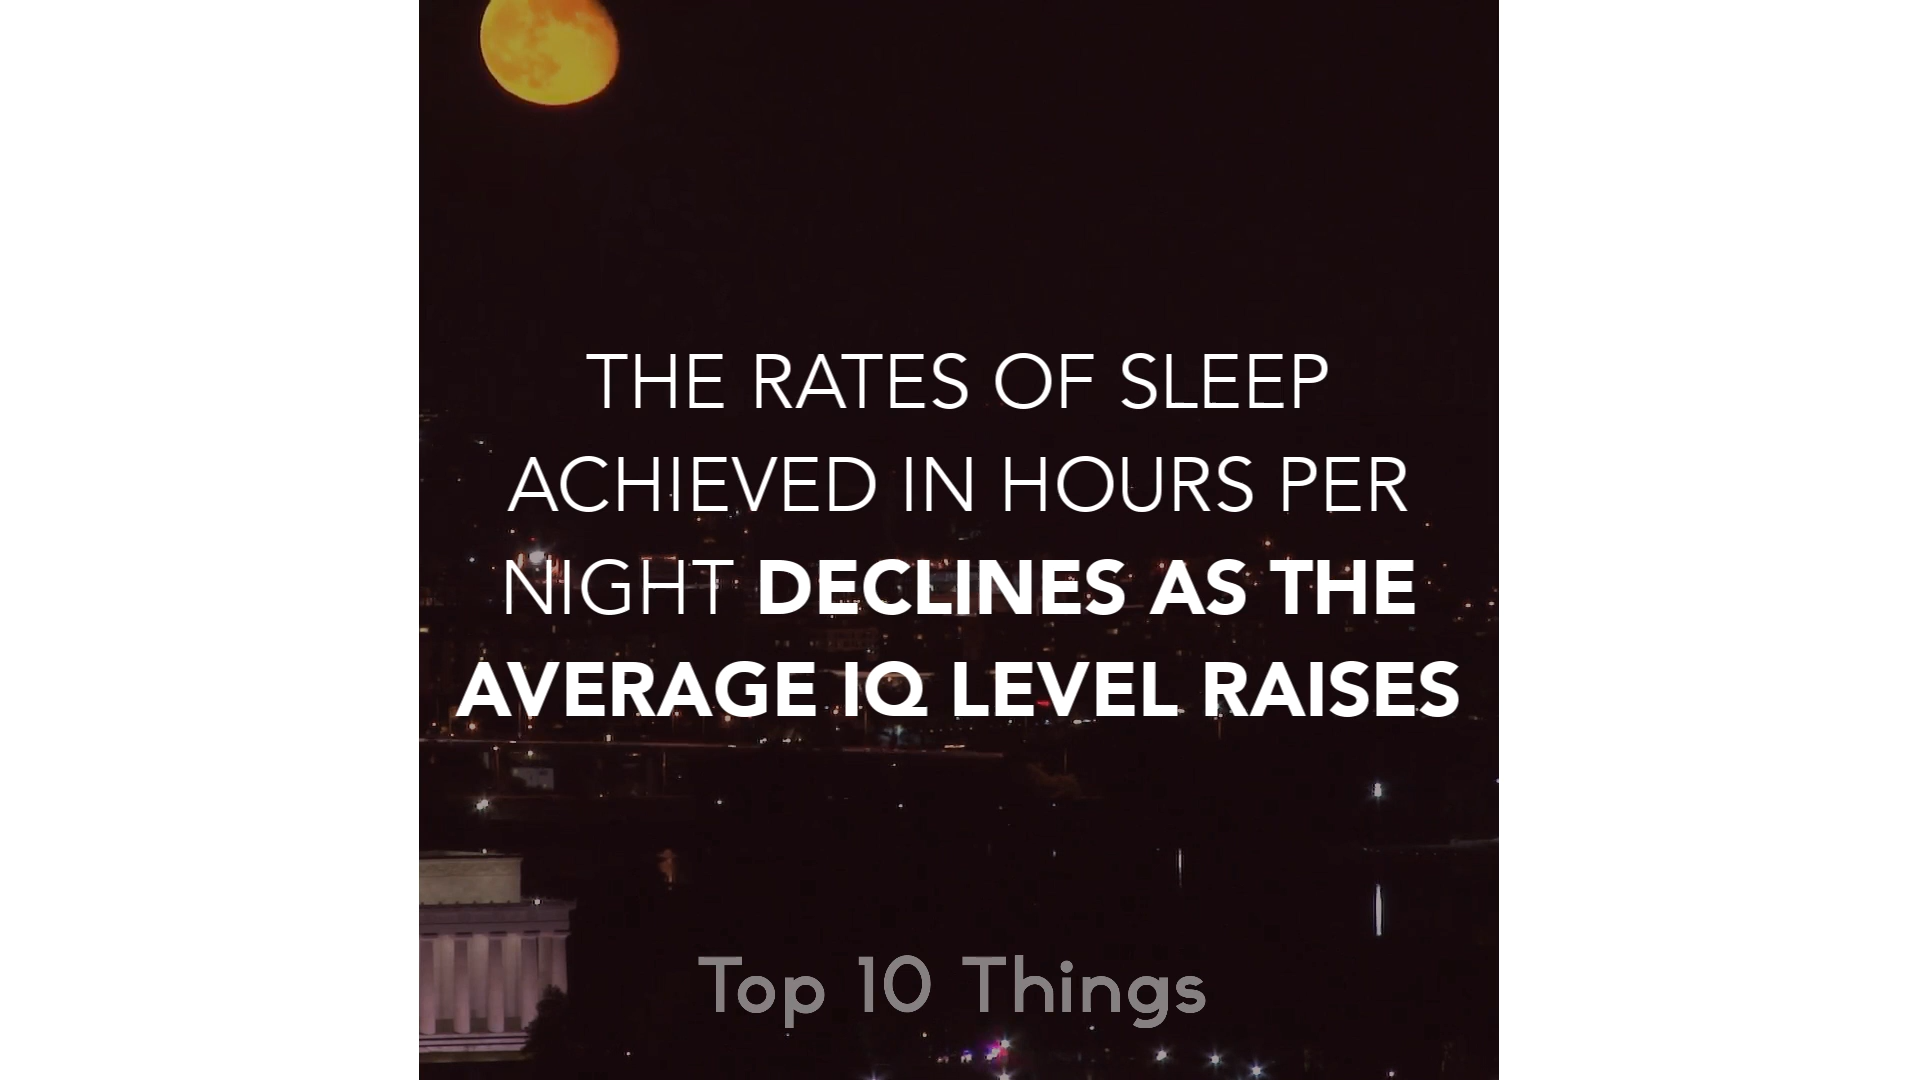 THE RATES OF SLEEP
ACHIEVED IN HOURS PER
NIGHT DECLINES AS THE
AVERAGE IQ LEVEL RAISES
Top 10 Things